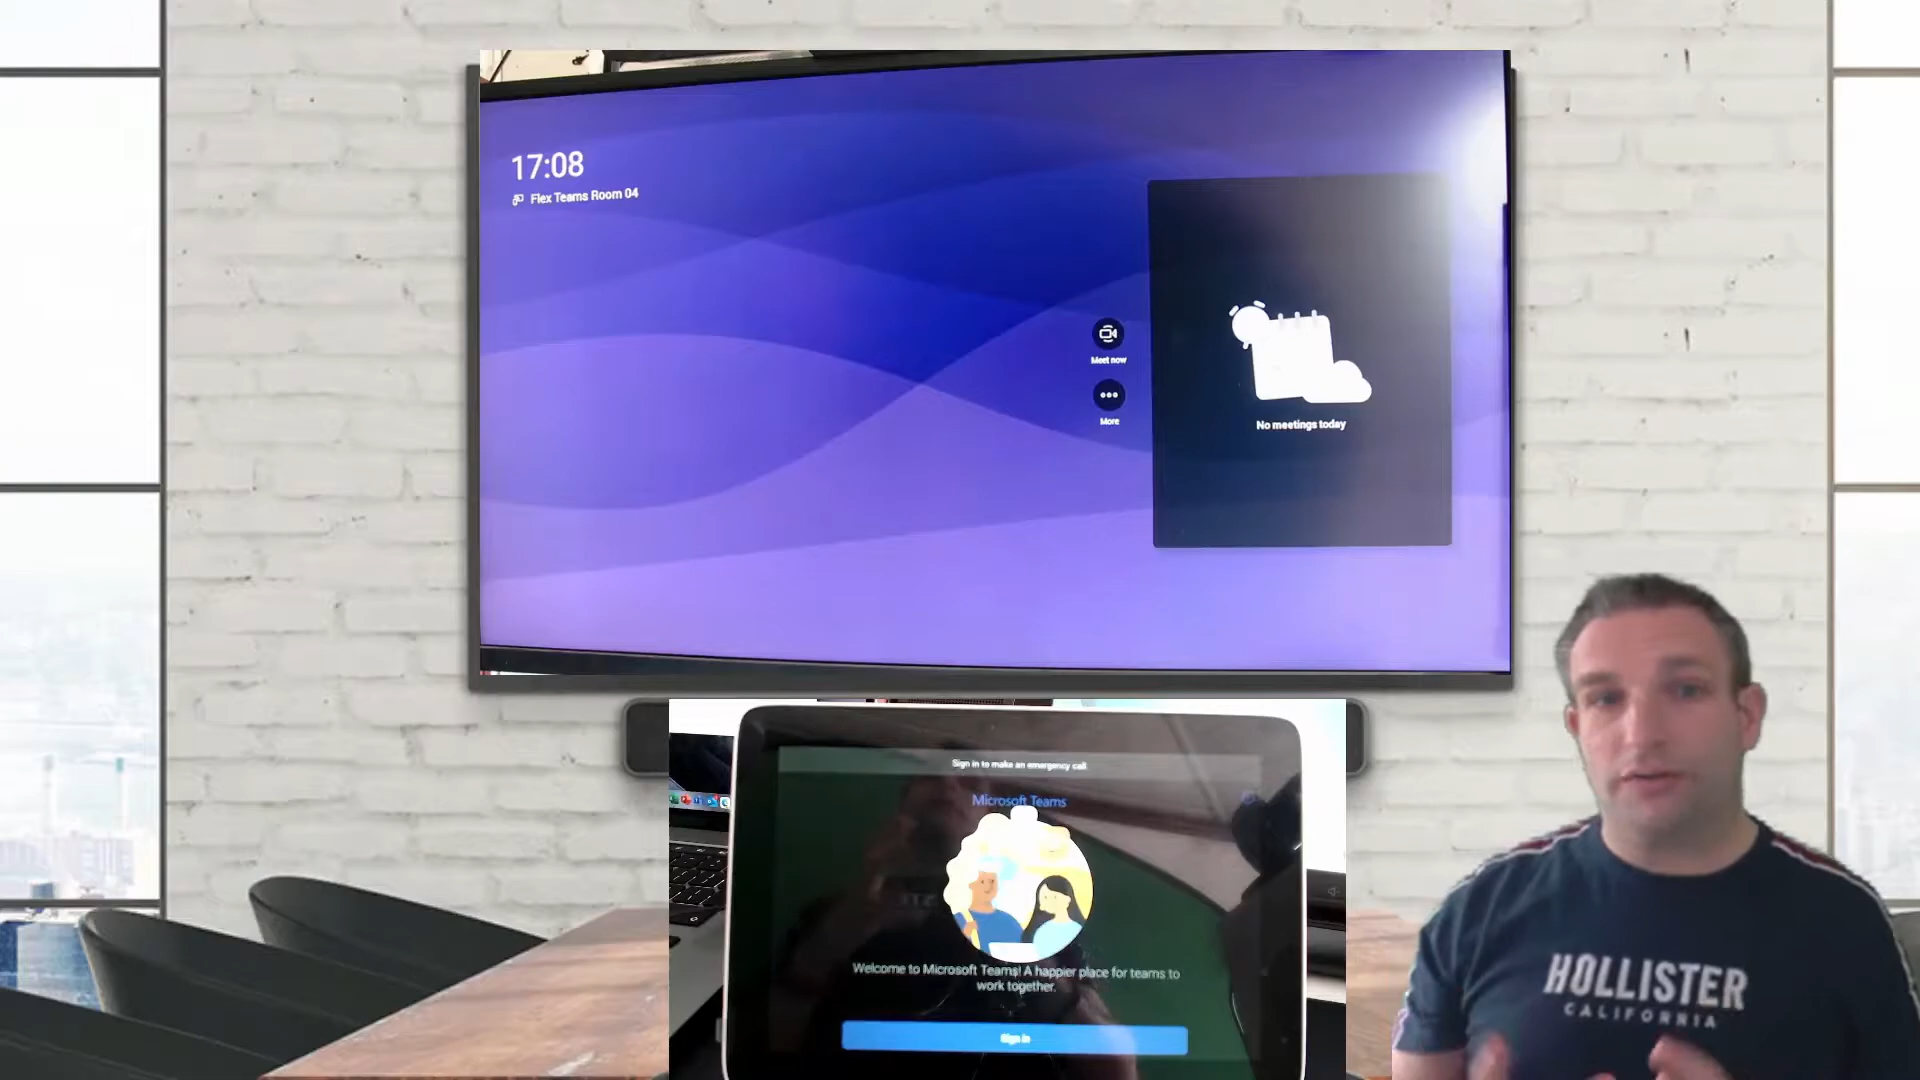 17:08
Flex Teams Room 04
Meet now
More
No meetings today
Sign in to make an emergency call
Microsoft Teams
Welcome to Microsoft Teams! A happier place for teams to
work together.
Sign in
HOLLISTER
CALIFORNIA